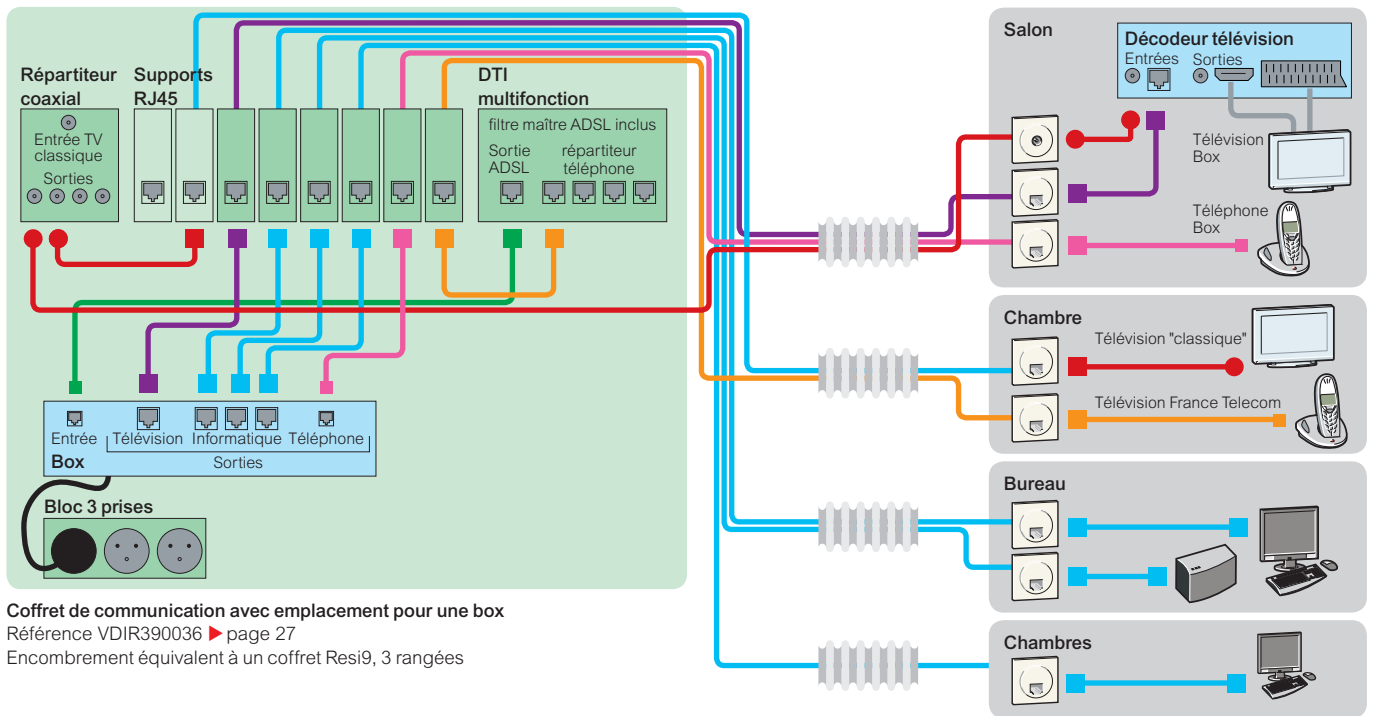 Répartiteur
coaxial
Entrée TV
classique
Sorties
Supports
RJ45
DTI
multifonction
filtre maître ADSL inclus
Sortie
ADSL
répartiteur
téléphone
Entrée
Télévision
Informatique
Téléphone
Box
Sorties
Bloc 3 prises
Coffret de communication avec emplacement pour une box
Référence VDIR390036 ▶ page 27
Encombrement équivalent à un coffret Resi9, 3 rangées
Salon
Décodeur télévision
Entrées
Sorties
Télévision
Box
Téléphone
Box
Chambre
Télévision "classique"
Télévision France Telecom
Bureau
Chambres